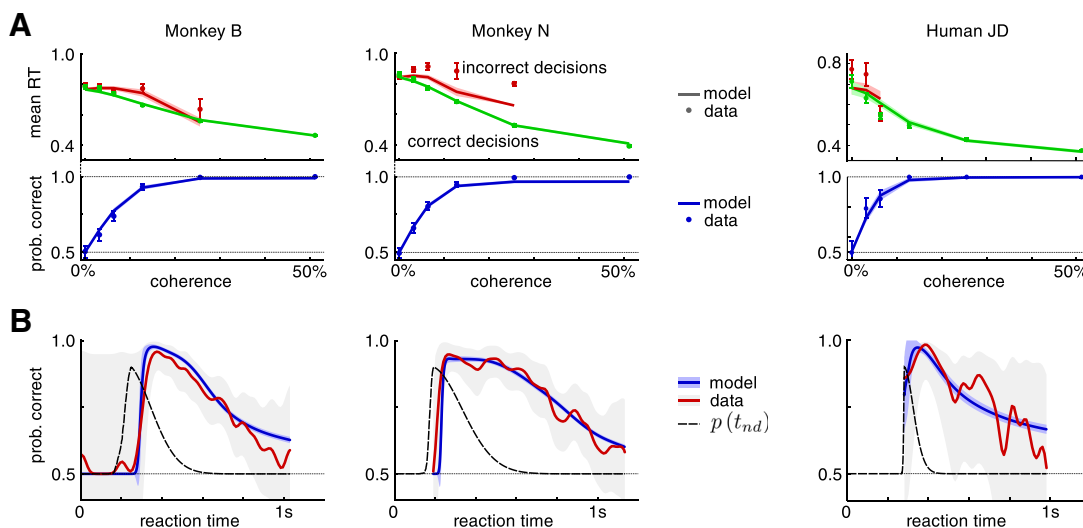 A
Monkey B
Monkey N
Human JD
mean RT
1.0
0.4
1.0
0.4
incorrect decisions
correct decisions
model
data
0.8
0.4
prob. correct
1.0
0.5
0%
50%
coherence
1.0
0.5
0%
50%
coherence
model
data
1.0
0.5
0%
50%
coherence
B
prob. correct
1.0
0.5
reaction time
1s
1.0
0.5
reaction time
1s
model
data
p (t_nd)
1.0
0.5
reaction time
1s